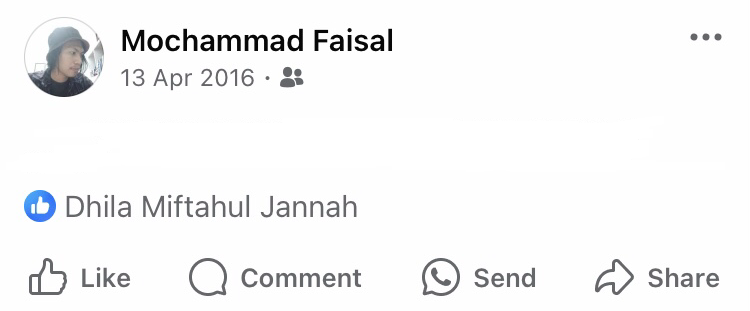 Mochammad Faisal
13 Apr 2016 ·
Dhila Miftahul Jannah
Like Comment Send Share